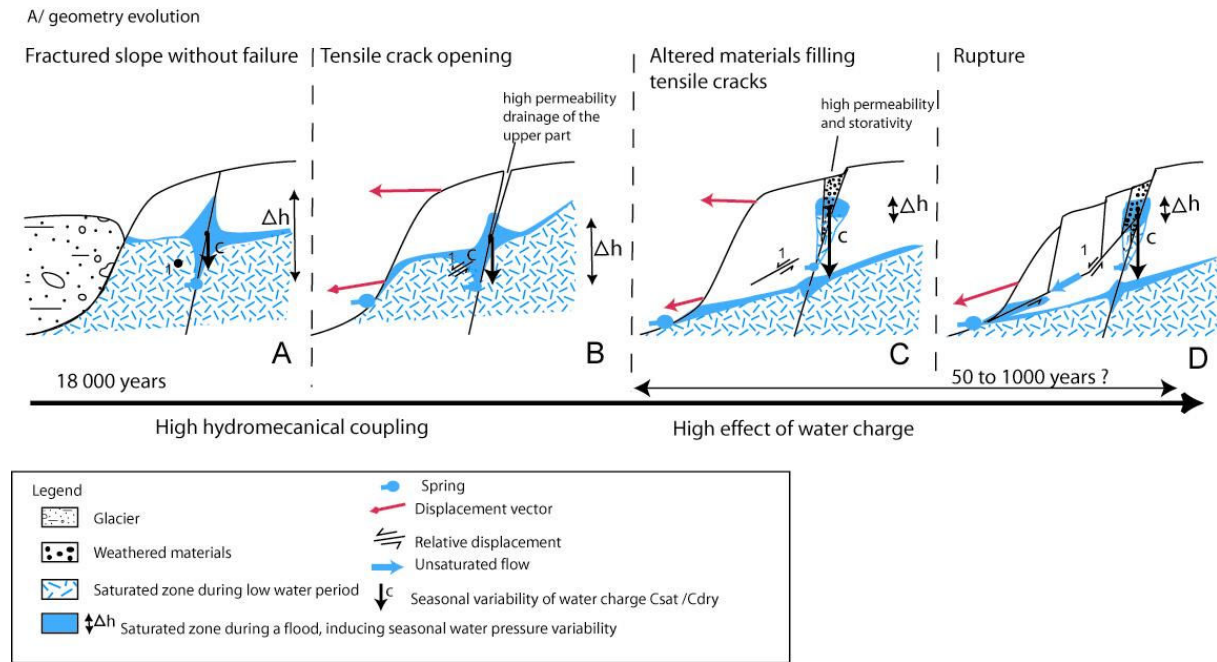 A/ geometry evolution
Fractured slope without failure
Tensile crack opening
Altered materials filling
tensile cracks
Rupture
high permeability
drainage of the
upper part
high permeability
and storativity
Δh
c
1
A
Δh
c
1
B
Δh
c
1
C
Δh
c
1
D
18 000 years
50 to 1000 years ?
High hydromecanical coupling
High effect of water charge
Legend
Glacier
Weathered materials
Saturated zone during low water period
Δh Saturated zone during a flood, inducing seasonal water pressure variability
Spring
Displacement vector
Relative displacement
Unsaturated flow
c Seasonal variability of water charge Csat /Cdry